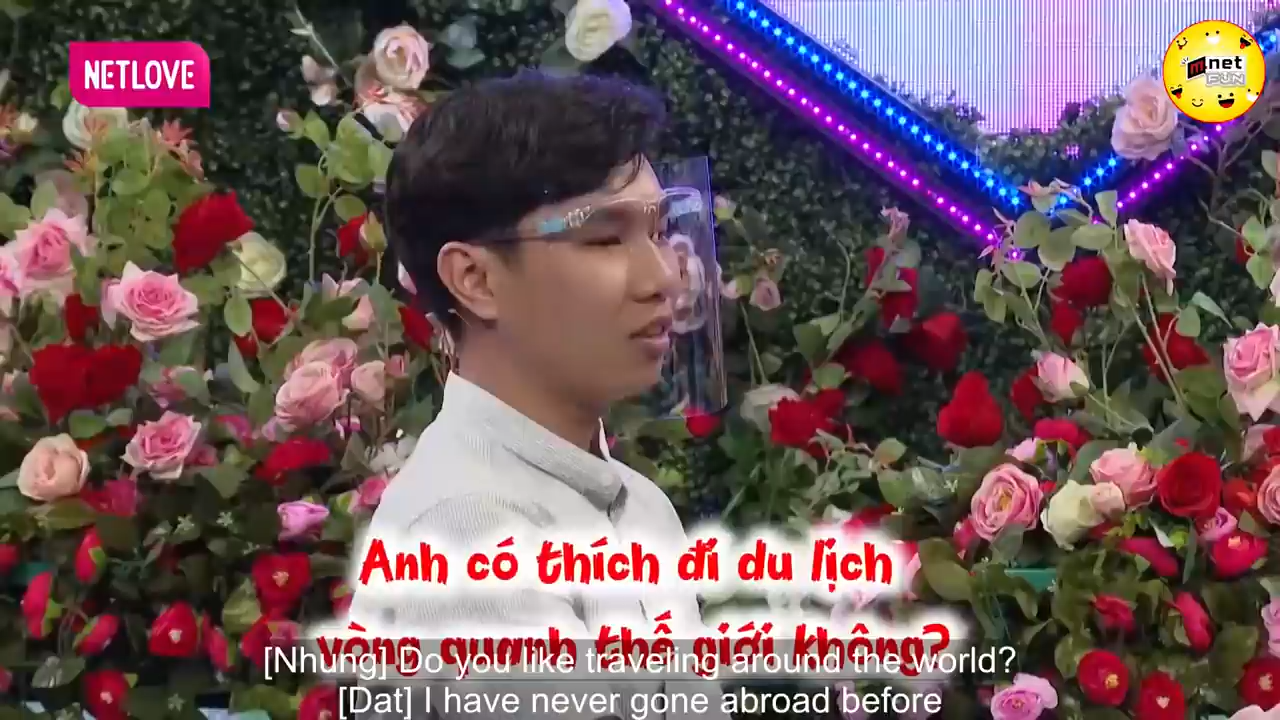 NETLOVE
mnet
FUN
Anh có thích đi du lịch
vòng quanh thế giới không?
[Nhung] Do you like traveling around the world?
[Dat] I have never gone abroad before